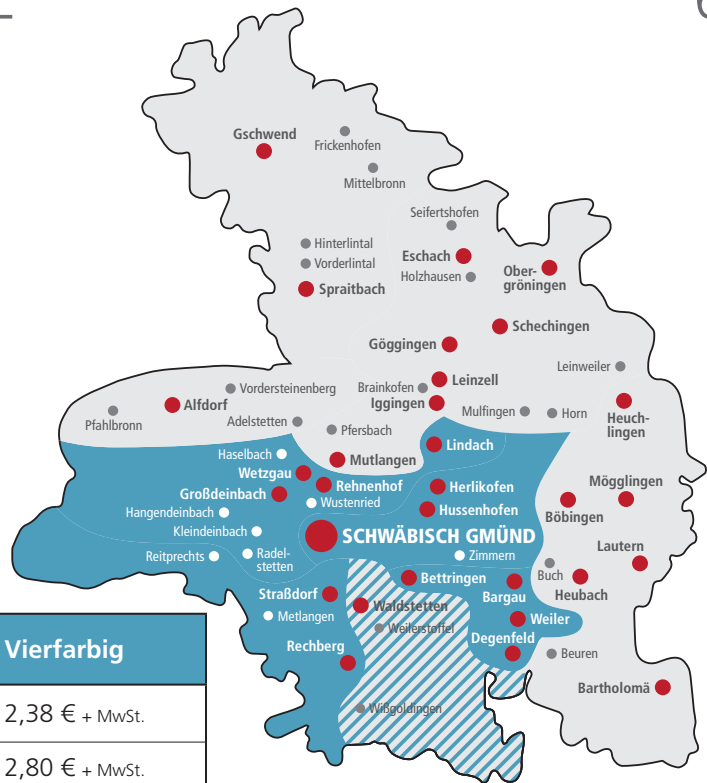 Gschwend
Frickenhofen
Mittelbronn
Seifertshofen
Hinterlintal
Eschach
Vorderlintal
Holzhausen
Ober-
gröningen
Spraitbach
Schechingen
Göggingen
Leinweiler
Leinzell
Brainkofen
Vordersteinenberg
Alfdorf
Iggingen
Pfahlbronn
Mulfingen
Horn
Heuch-
lingen
Adelstetten
Pfersbach
Lindach
Haselbach
Mutlangen
Wetzgau
Rehnenhof
Herlikofen
Mögglingen
Großdeinbach
Wustenried
Böbingen
Hangendeinbach
Hussenhofen
Kleindeinbach
SCHWÄBISCH GMÜND
Lautern
Reitprechts
Radel-
stetten
Zimmern
Buch
Bettringen
Heubach
Straßdorf
Bargau
Waldstetten
Metlangen
Weiler
Weilerstoffel
Degenfeld
Rechberg
Beuren
Bartholomä
Wißgoldingen
Vierfarbig
2,38 € + MwSt.
2,80 € + MwSt.